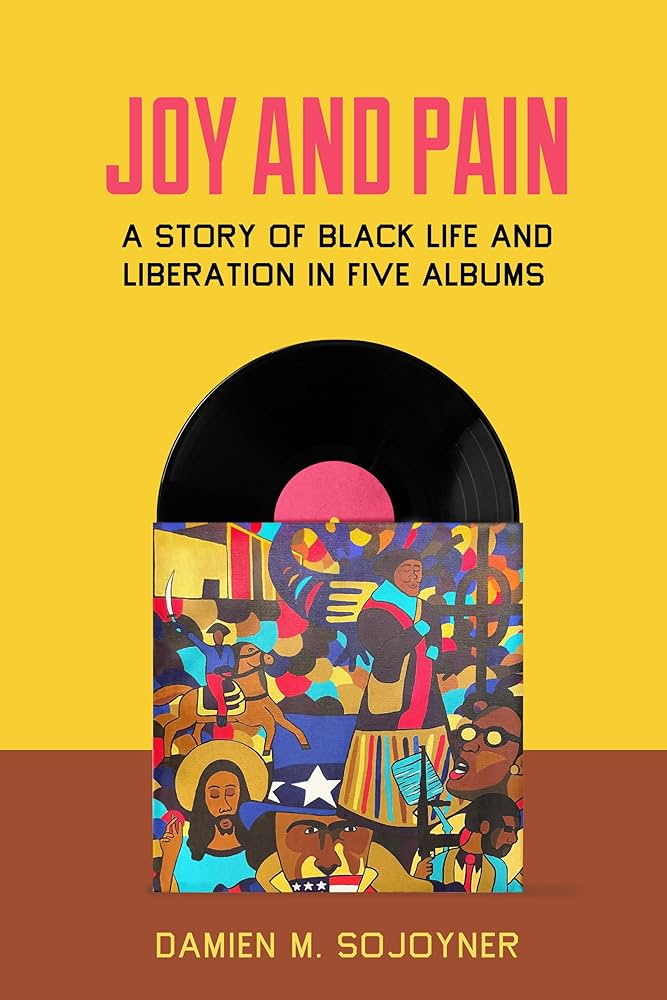 JOY AND PAIN
A STORY OF BLACK LIFE AND
LIBERATION IN FIVE ALBUMS
DAMIEN M. SOJOYNER